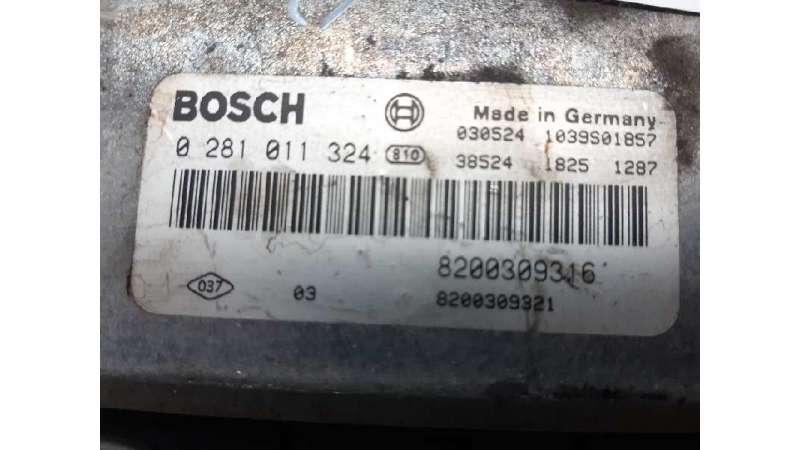 BOSCH
Made in Germany
030524 1039S01857
0 281 011 324 810
38524 1825 1287
8200309316
037 03 8200309321